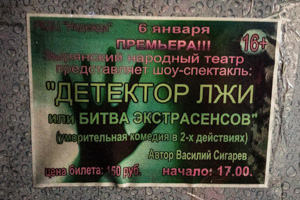 6 января
ПРЕМЬЕРА!!!
16+
народный театр
представляет шоу-спектакль:
"ДЕТЕКТОР ЛЖИ
или БИТВА ЭКСТРАСЕНСОВ"
(уморительная комедия в 2-х действиях)
Автор Василий Сигарев
цена билета: 150 руб. начало: 17.00.